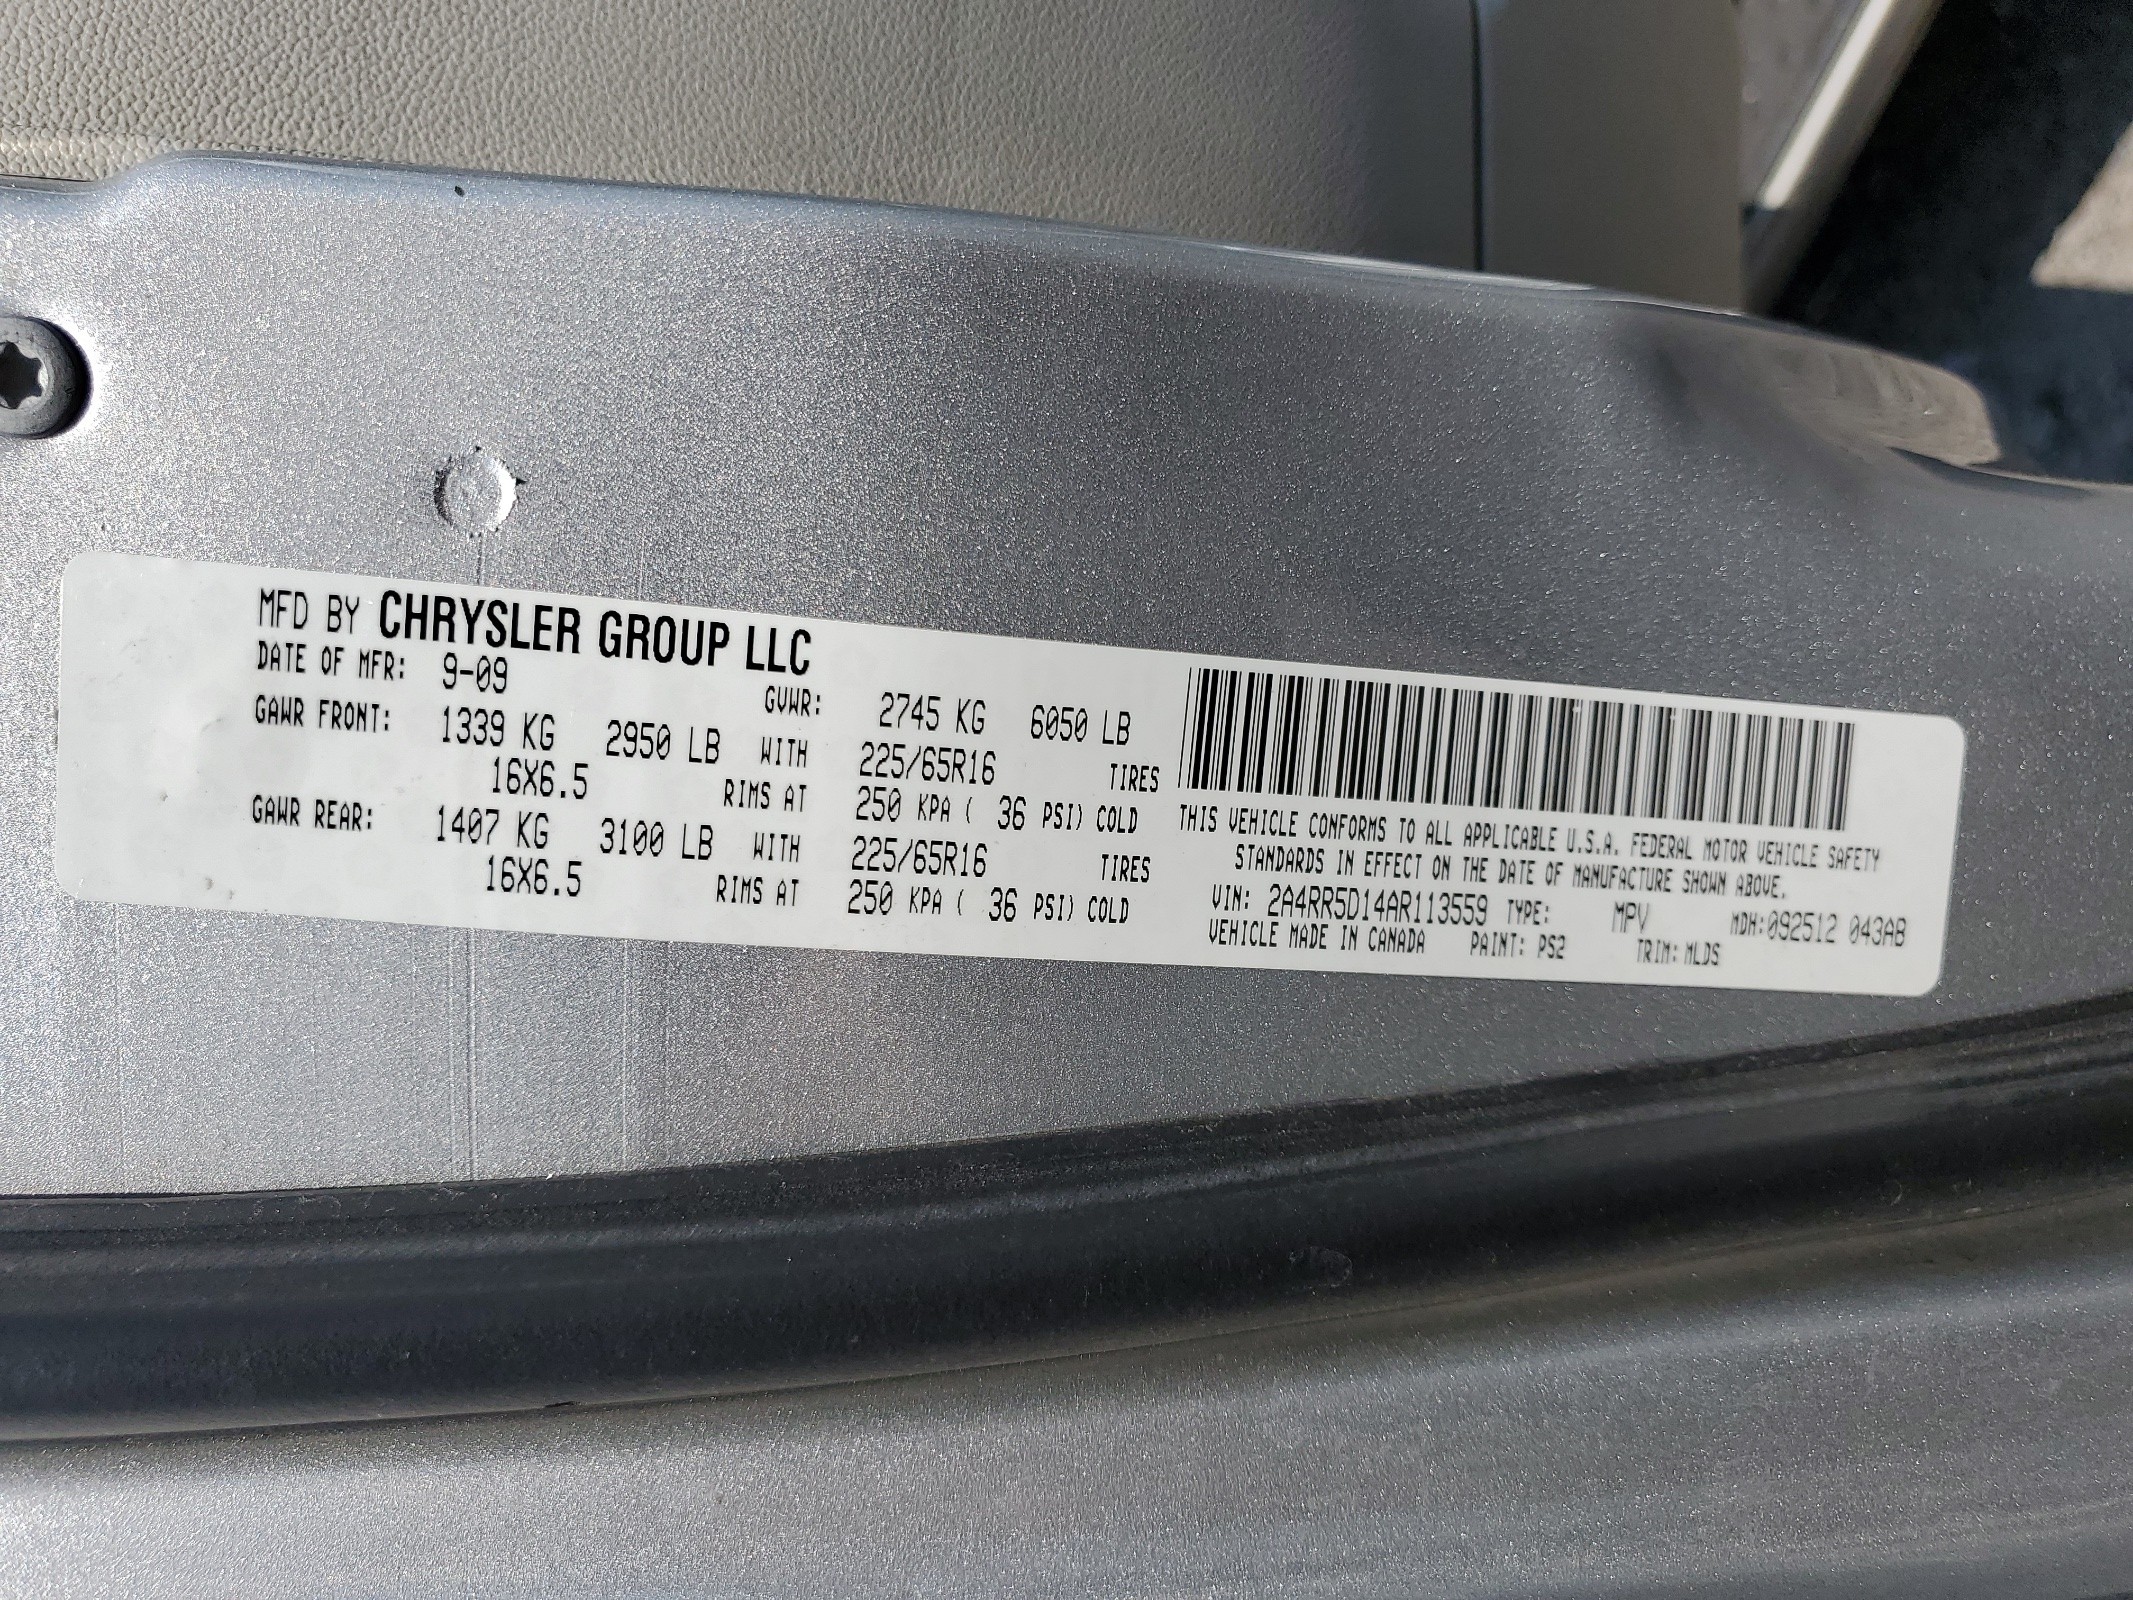 MFD BY CHRYSLER GROUP LLC
DATE OF MFR: 9-09 GVWR: 2745 KG 6050 LB
GAWR FRONT: 1339 KG 2950 LB WITH 225/65R16 TIRES
16X6.5 RIMS AT 250 KPA ( 36 PSI) COLD
GAWR REAR: 1407 KG 3100 LB WITH 225/65R16 TIRES
16X6.5 RIMS AT 250 KPA ( 36 PSI) COLD
THIS VEHICLE CONFORMS TO ALL APPLICABLE U.S.A. FEDERAL MOTOR VEHICLE SAFETY
STANDARDS IN EFFECT ON THE DATE OF MANUFACTURE SHOWN ABOVE.
VIN: 2A4RR5D14AR113559 TYPE: MPV MDH:092512 043AB
VEHICLE MADE IN CANADA PAINT: PS2 TRIM: MLDS